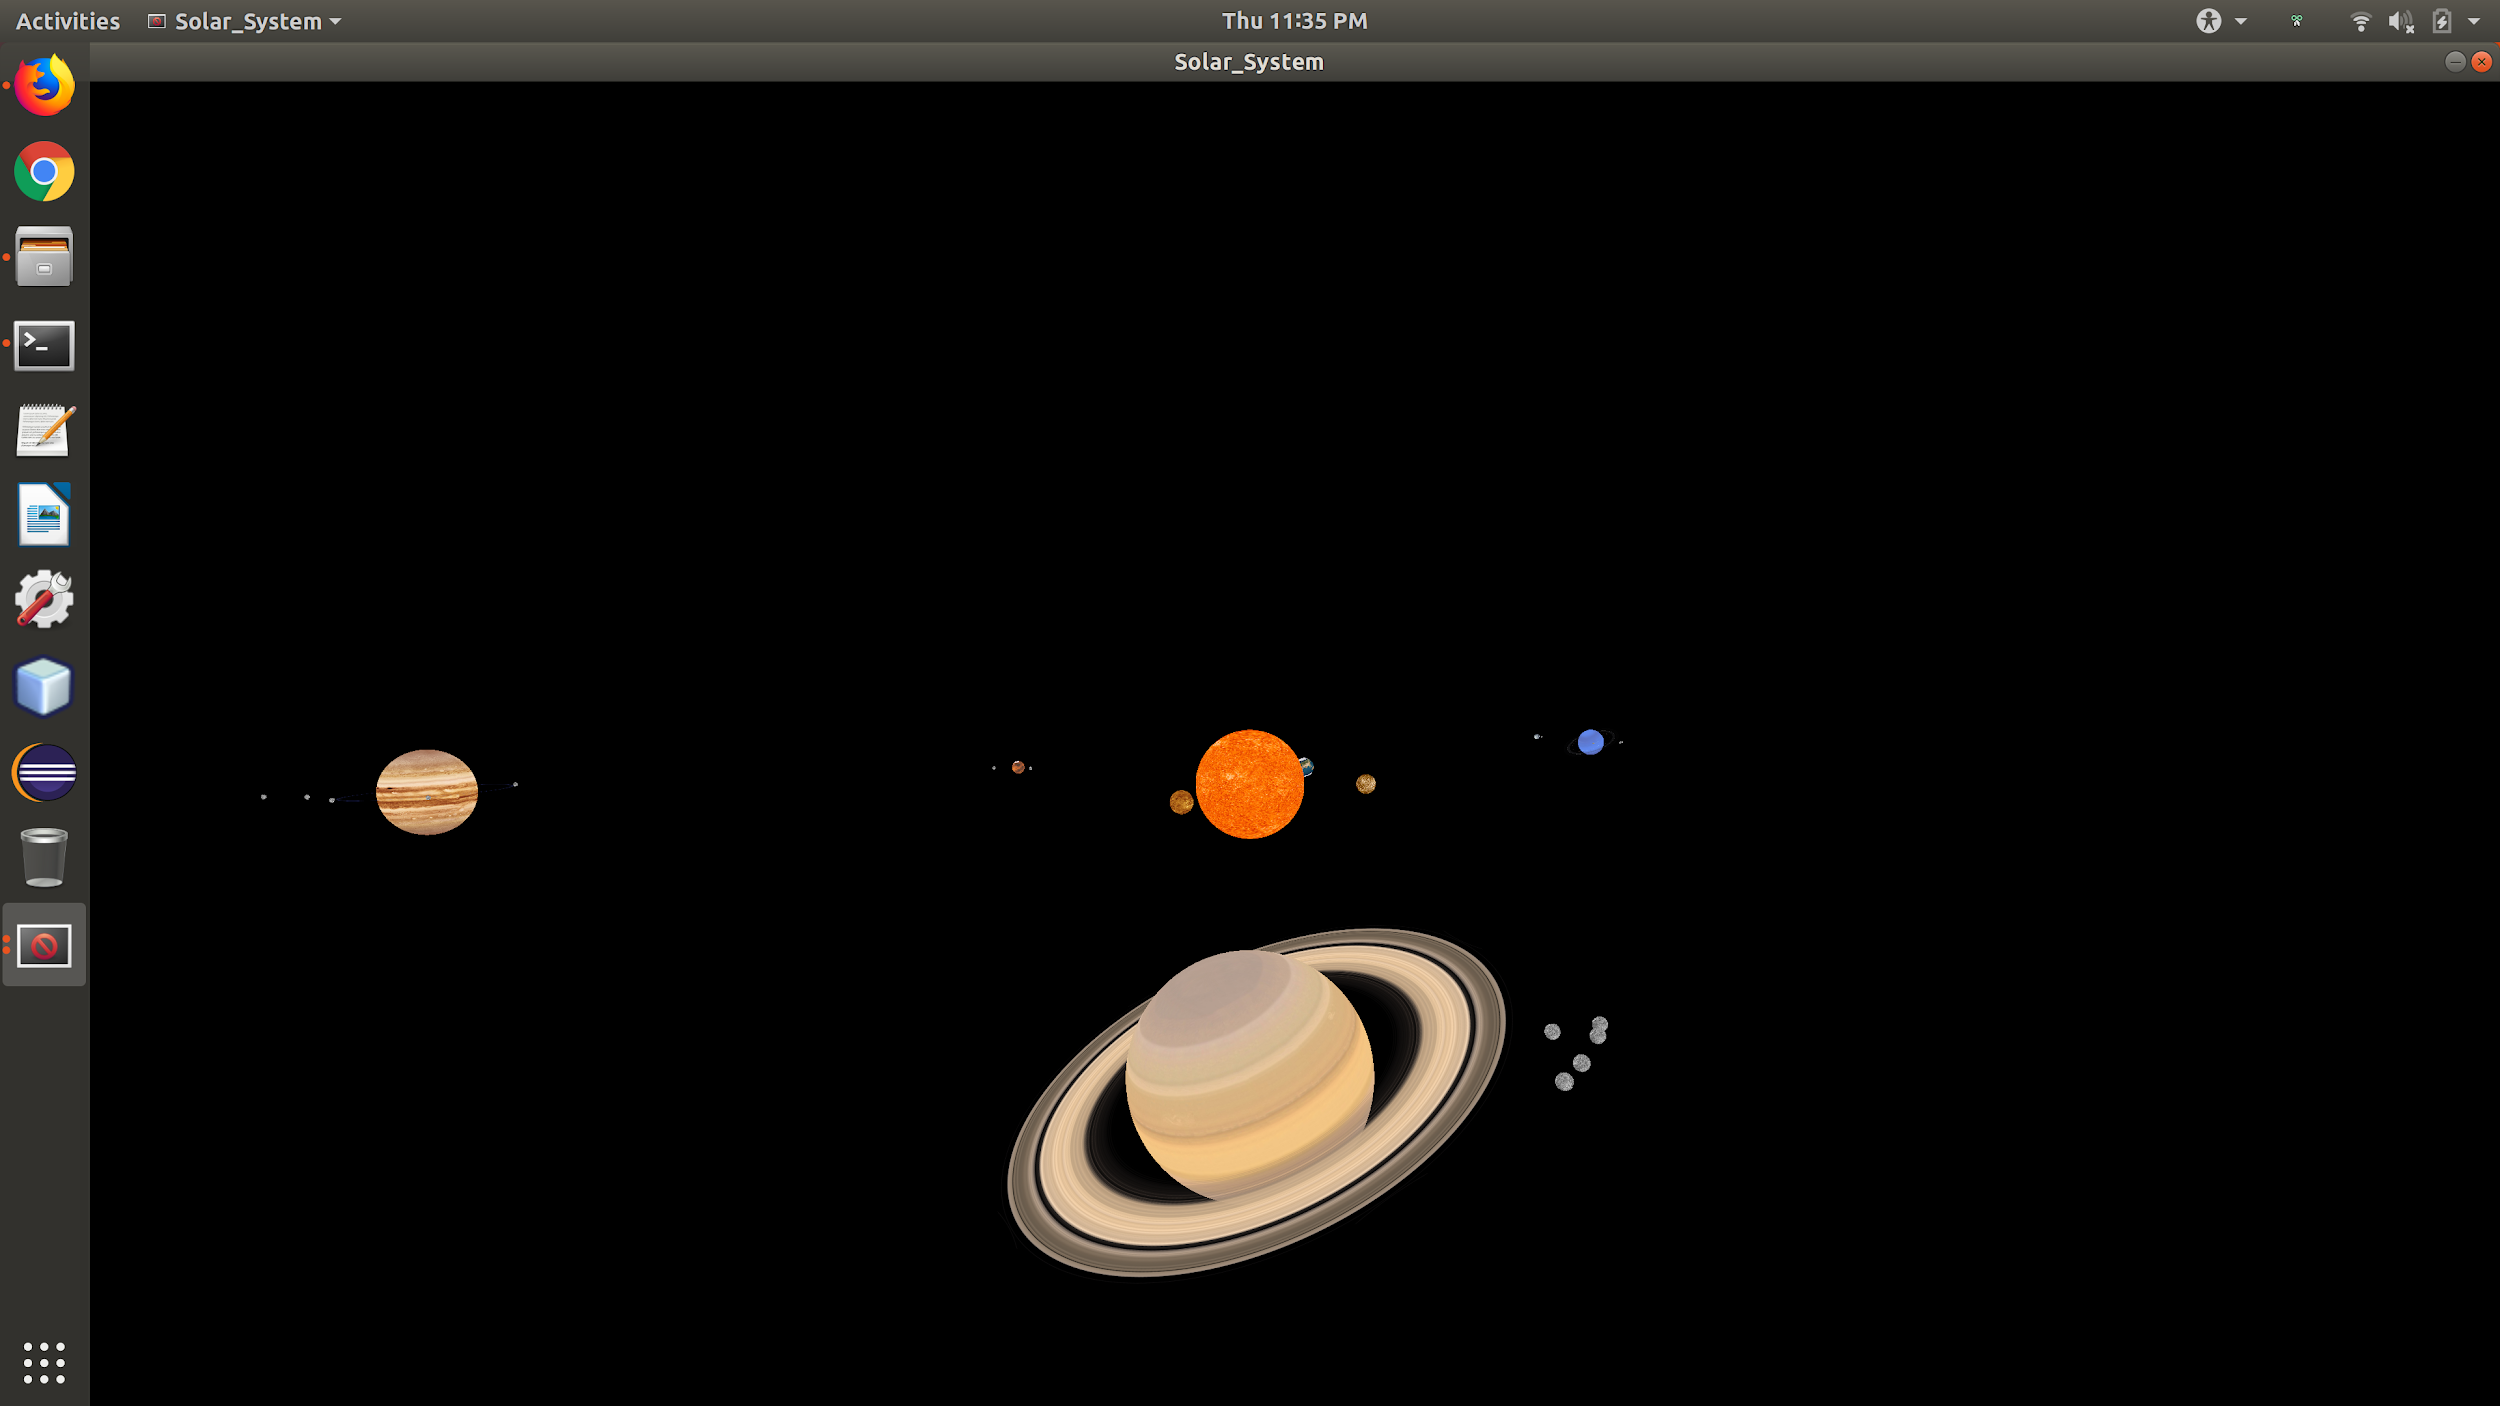 Activities
Solar_System
Thu 11:35 PM
Solar_System